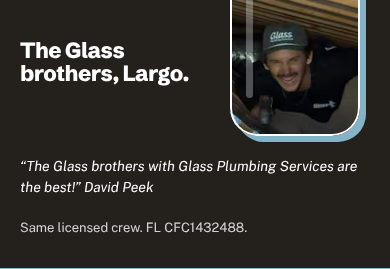 The Glass
brothers, Largo.
“The Glass brothers with Glass Plumbing Services are
the best!” David Peek
Same licensed crew. FL CFC1432488.